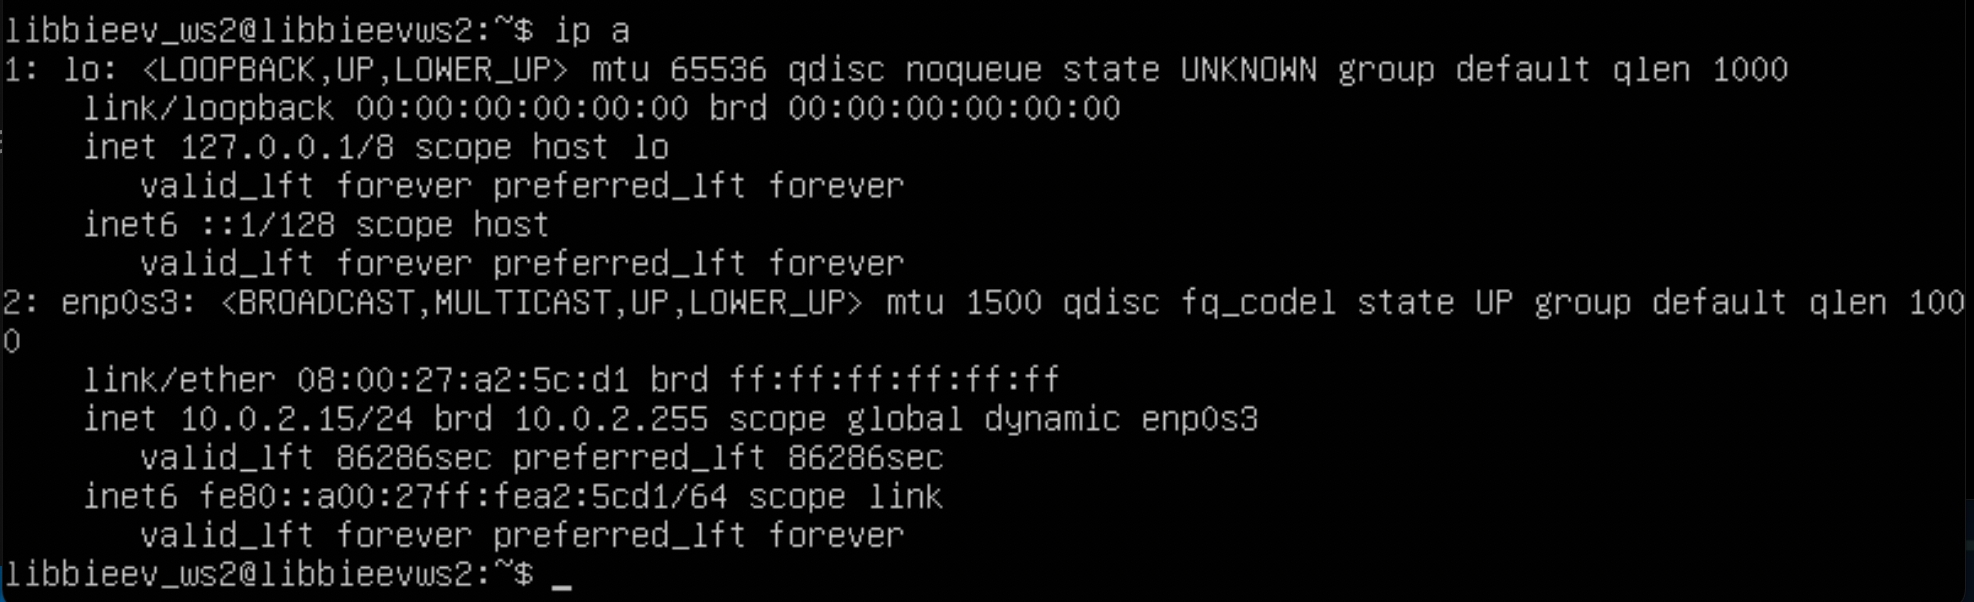 libbieev_ws2@libbieevws2:~$ ip a
1: lo: <LOOPBACK,UP,LOWER_UP> mtu 65536 qdisc noqueue state UNKNOWN group default qlen 1000
    link/loopback 00:00:00:00:00:00 brd 00:00:00:00:00:00
    inet 127.0.0.1/8 scope host lo
       valid_lft forever preferred_lft forever
    inet6 ::1/128 scope host
       valid_lft forever preferred_lft forever
2: enp0s3: <BROADCAST,MULTICAST,UP,LOWER_UP> mtu 1500 qdisc fq_codel state UP group default qlen 100
0
    link/ether 08:00:27:a2:5c:d1 brd ff:ff:ff:ff:ff:ff
    inet 10.0.2.15/24 brd 10.0.2.255 scope global dynamic enp0s3
       valid_lft 86286sec preferred_lft 86286sec
    inet6 fe80::a00:27ff:fea2:5cd1/64 scope link
       valid_lft forever preferred_lft forever
libbieev_ws2@libbieevws2:~$ _